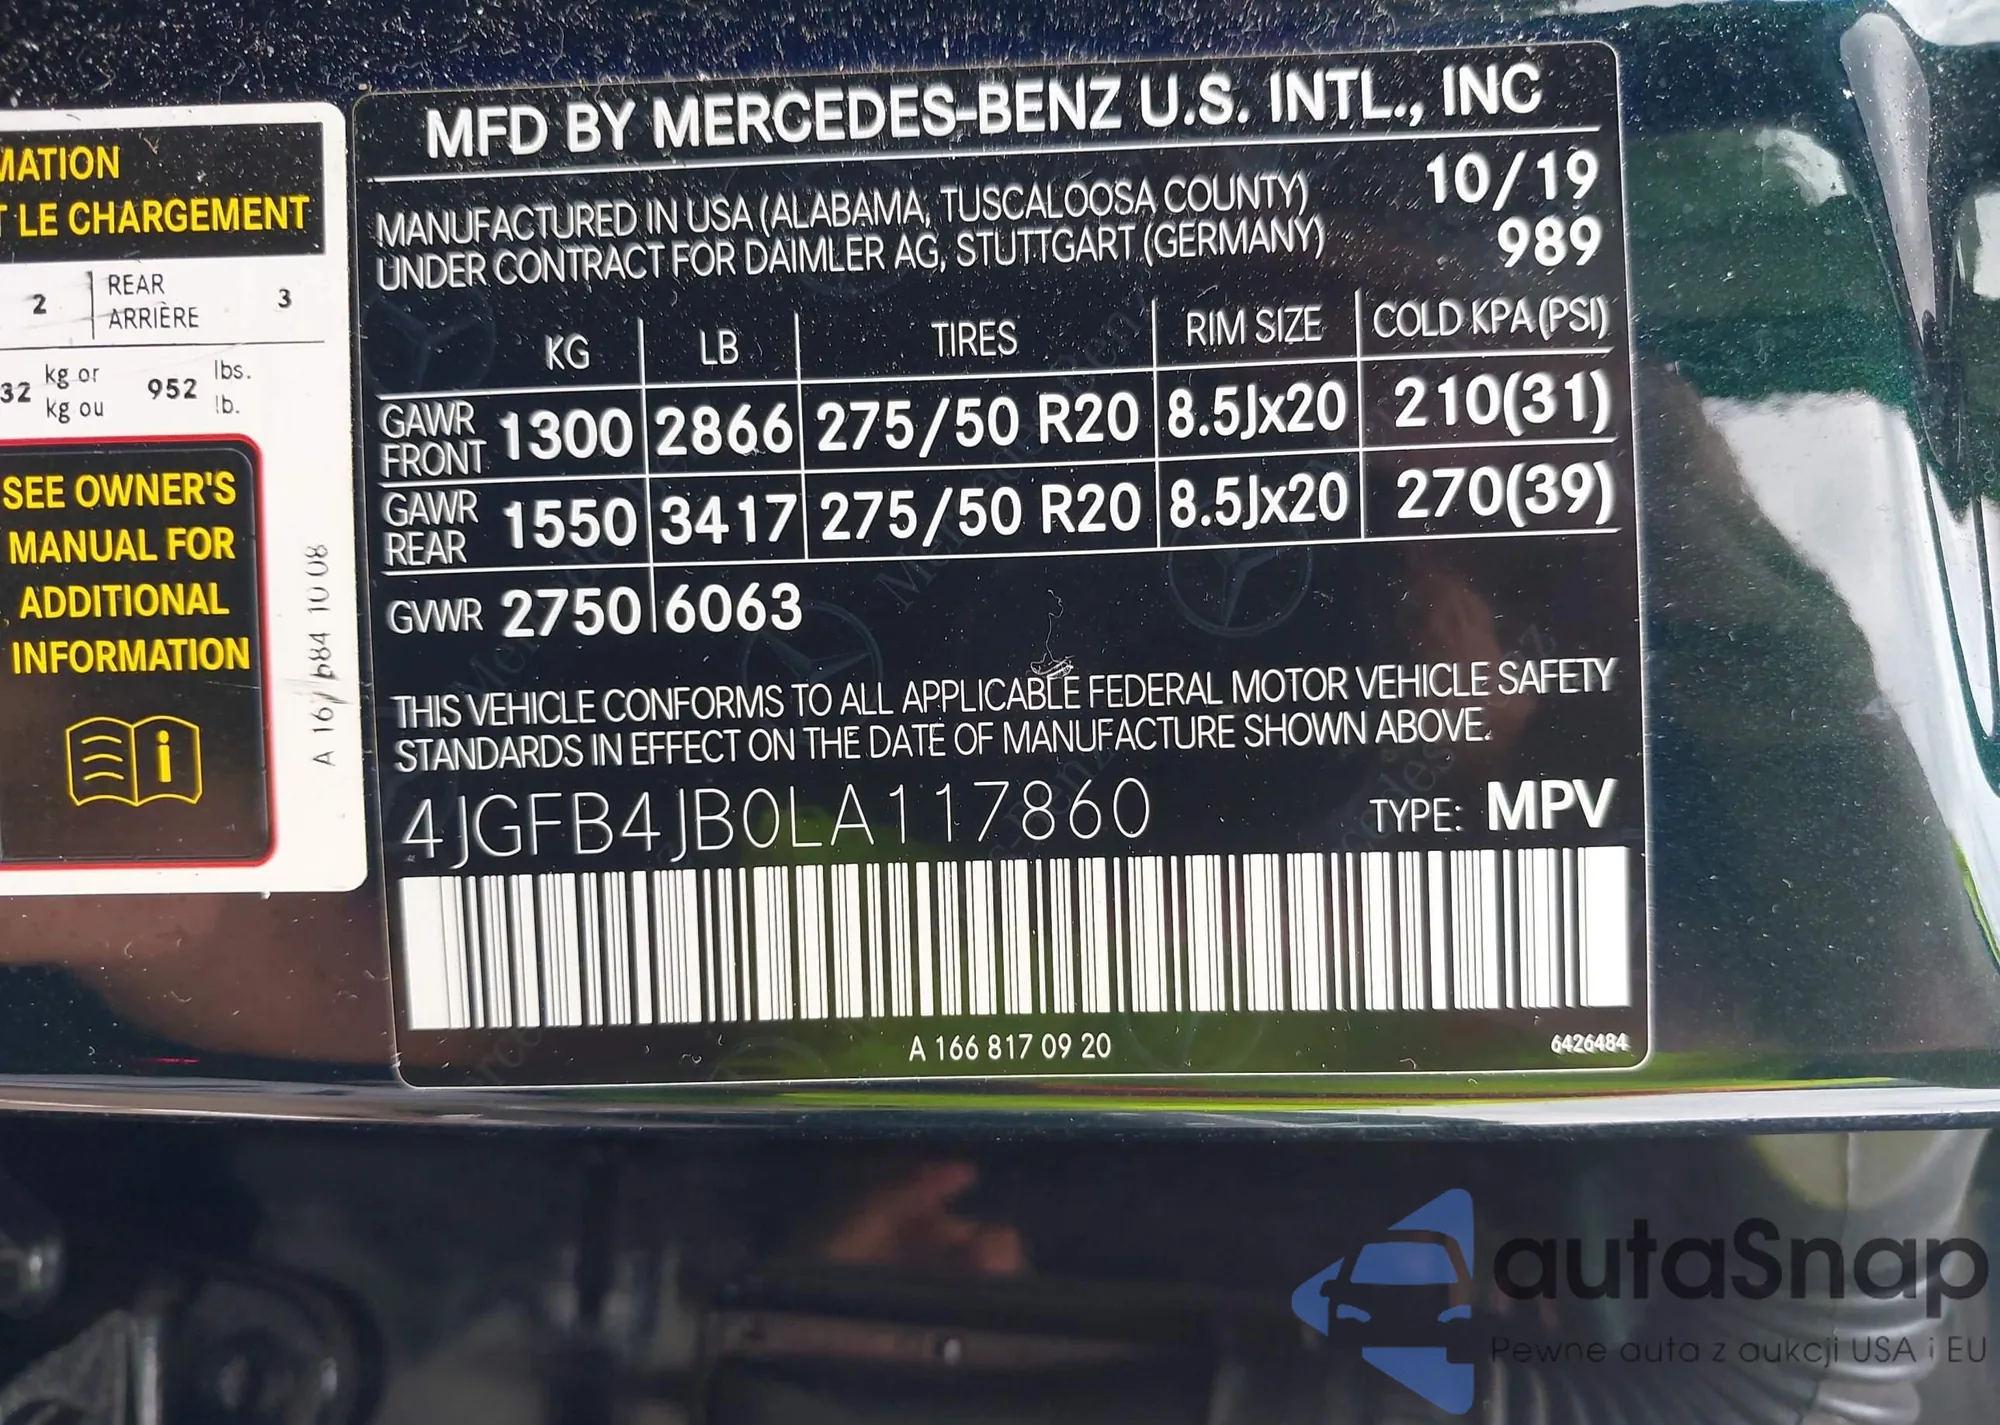 MATION
T LE CHARGEMENT
2 REAR ARRIÈRE 3
32 kg or kg ou 952 lbs. lb.
SEE OWNER'S
MANUAL FOR
ADDITIONAL
INFORMATION
i
MFD BY MERCEDES-BENZ U.S. INTL., INC
MANUFACTURED IN USA (ALABAMA, TUSCALOOSA COUNTY) 10/19
UNDER CONTRACT FOR DAIMLER AG, STUTTGART (GERMANY) 989
KG LB TIRES RIM SIZE COLD KPA(PSI)
GAWR FRONT 1300 2866 275/50 R20 8.5Jx20 210(31)
GAWR REAR 1550 3417 275/50 R20 8.5Jx20 270(39)
GVWR 2750 6063
THIS VEHICLE CONFORMS TO ALL APPLICABLE FEDERAL MOTOR VEHICLE SAFETY
STANDARDS IN EFFECT ON THE DATE OF MANUFACTURE SHOWN ABOVE.
4JGFB4JB0LA117860 TYPE: MPV
A 166 817 09 20 6426484
autaSnap
Pewne auta z aukcji USA i EU